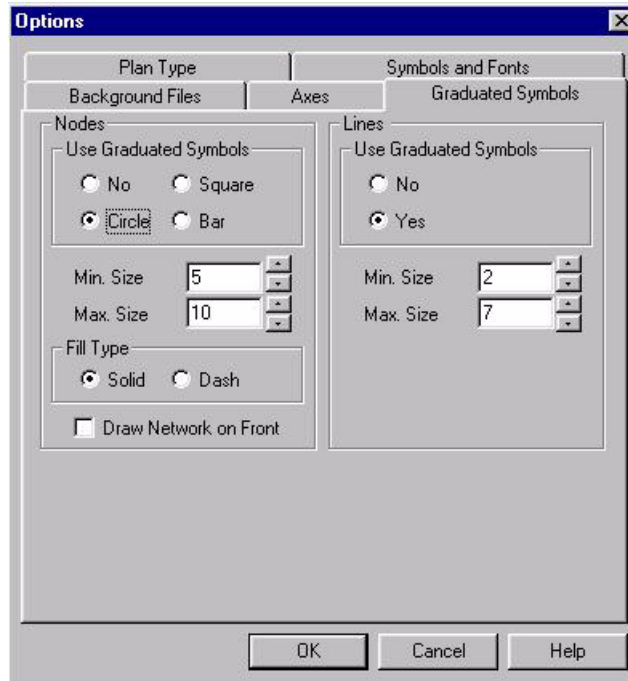 Options
Plan Type
Symbols and Fonts
Background Files
Axes
Graduated Symbols
Nodes
Use Graduated Symbols
No
Square
Circle
Bar
Min. Size
5
Max. Size
10
Fill Type
Solid
Dash
Draw Network on Front
Lines
Use Graduated Symbols
No
Yes
Min. Size
2
Max. Size
7
OK
Cancel
Help